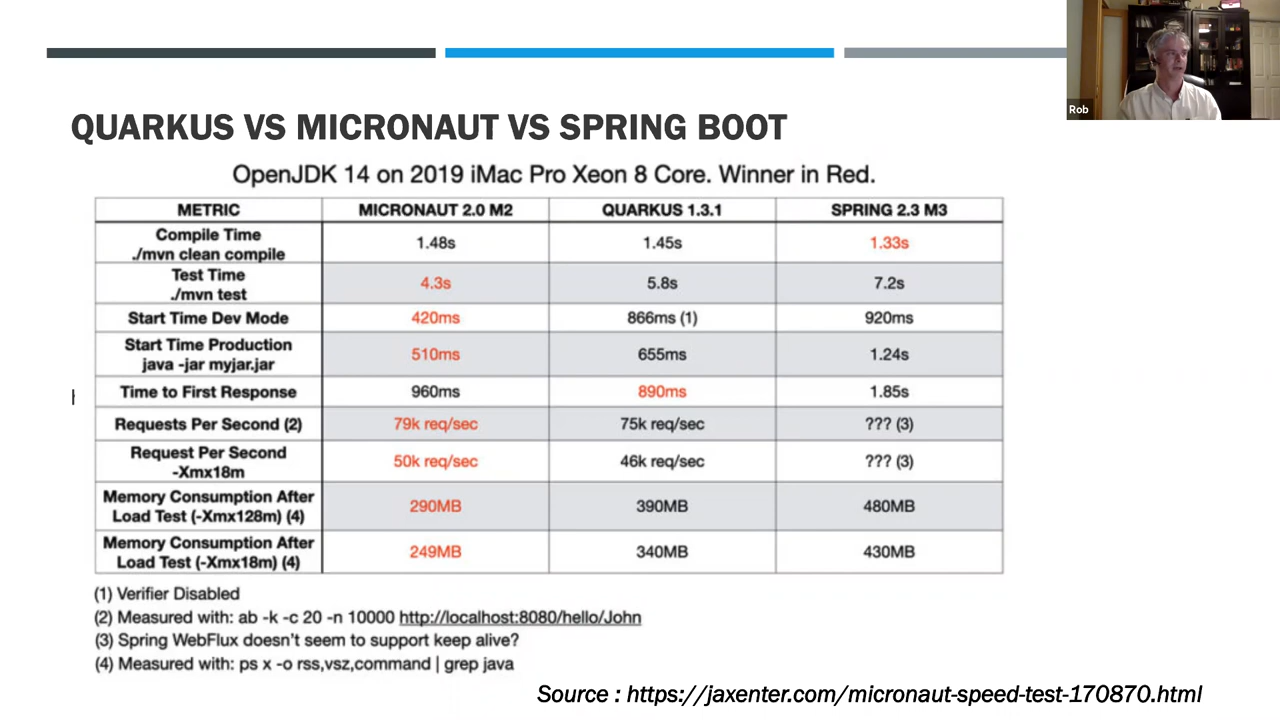 Rob
QUARKUS VS MICRONAUT VS SPRING BOOT
OpenJDK 14 on 2019 iMac Pro Xeon 8 Core. Winner in Red.
METRIC MICRONAUT 2.0 M2 QUARKUS 1.3.1 SPRING 2.3 M3
Compile Time
./mvn clean compile
1.48s 1.45s 1.33s
Test Time
./mvn test
4.3s 5.8s 7.2s
Start Time Dev Mode 420ms 866ms (1) 920ms
Start Time Production
java -jar myjar.jar
510ms 655ms 1.24s
Time to First Response 960ms 890ms 1.85s
Requests Per Second (2) 79k req/sec 75k req/sec ??? (3)
Request Per Second
-Xmx18m
50k req/sec 46k req/sec ??? (3)
Memory Consumption After
Load Test (-Xmx128m) (4)
290MB 390MB 480MB
Memory Consumption After
Load Test (-Xmx18m) (4)
249MB 340MB 430MB
(1) Verifier Disabled
(2) Measured with: ab -k -c 20 -n 10000 http://localhost:8080/hello/John
(3) Spring WebFlux doesn't seem to support keep alive?
(4) Measured with: ps x -o rss,vsz,command | grep java
Source : https://jaxenter.com/micronaut-speed-test-170870.html